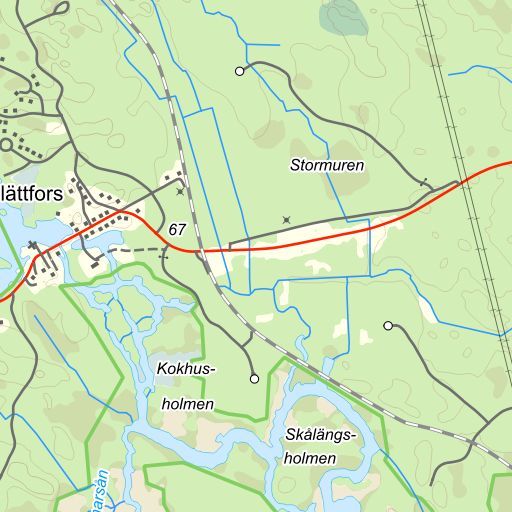 Stormuren
lättfors
67
Kokhus-
holmen
Skålängs-
holmen
arsån